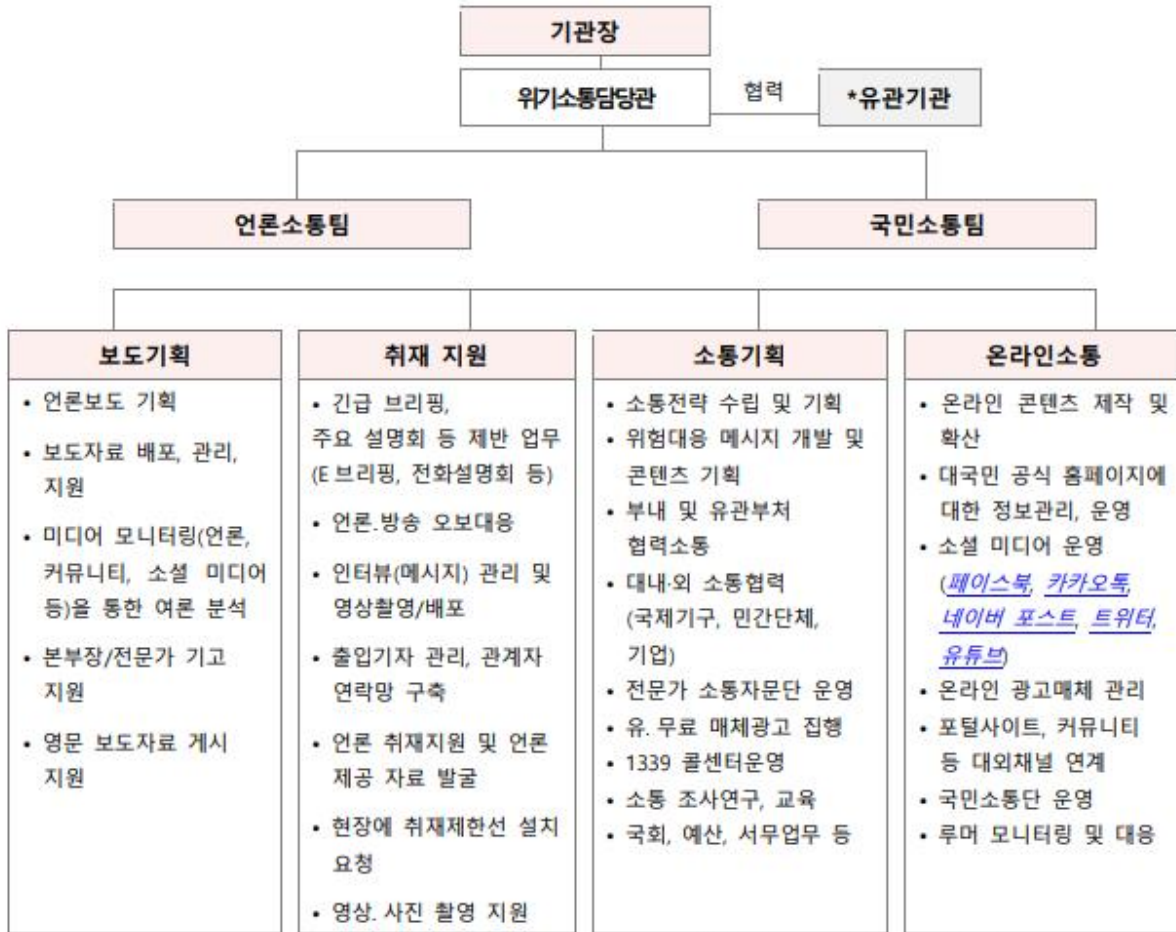 기관장
위기소통담당관
협력
*유관기관
언론소통팀
국민소통팀
보도기획
• 언론보도 기획
• 보도자료 배포, 관리,
지원
• 미디어 모니터링(언론,
커뮤니티, 소셜 미디어
등)을 통한 여론 분석
• 본부장/전문가 기고
지원
• 영문 보도자료 게시
지원
취재 지원
• 긴급 브리핑,
주요 설명회 등 제반 업무
(E 브리핑, 전화설명회 등)
• 언론.방송 오보대응
• 인터뷰(메시지) 관리 및
영상촬영/배포
• 출입기자 관리, 관계자
연락망 구축
• 언론 취재지원 및 언론
제공 자료 발굴
• 현장에 취재제한선 설치
요청
• 영상. 사진 촬영 지원
소통기획
• 소통전략 수립 및 기획
• 위험대응 메시지 개발 및
콘텐츠 기획
• 부내 및 유관부처
협력소통
• 대내·외 소통협력
(국제기구, 민간단체,
기업)
• 전문가 소통자문단 운영
• 유. 무료 매체광고 집행
• 1339 콜센터운영
• 소통 조사연구, 교육
• 국회, 예산, 서무업무 등
온라인소통
• 온라인 콘텐츠 제작 및
확산
• 대국민 공식 홈페이지에
대한 정보관리, 운영
• 소셜 미디어 운영
(페이스북, 카카오톡,
네이버 포스트, 트위터,
유튜브)
• 온라인 광고매체 관리
• 포털사이트, 커뮤니티
등 대외채널 연계
• 국민소통단 운영
• 루머 모니터링 및 대응